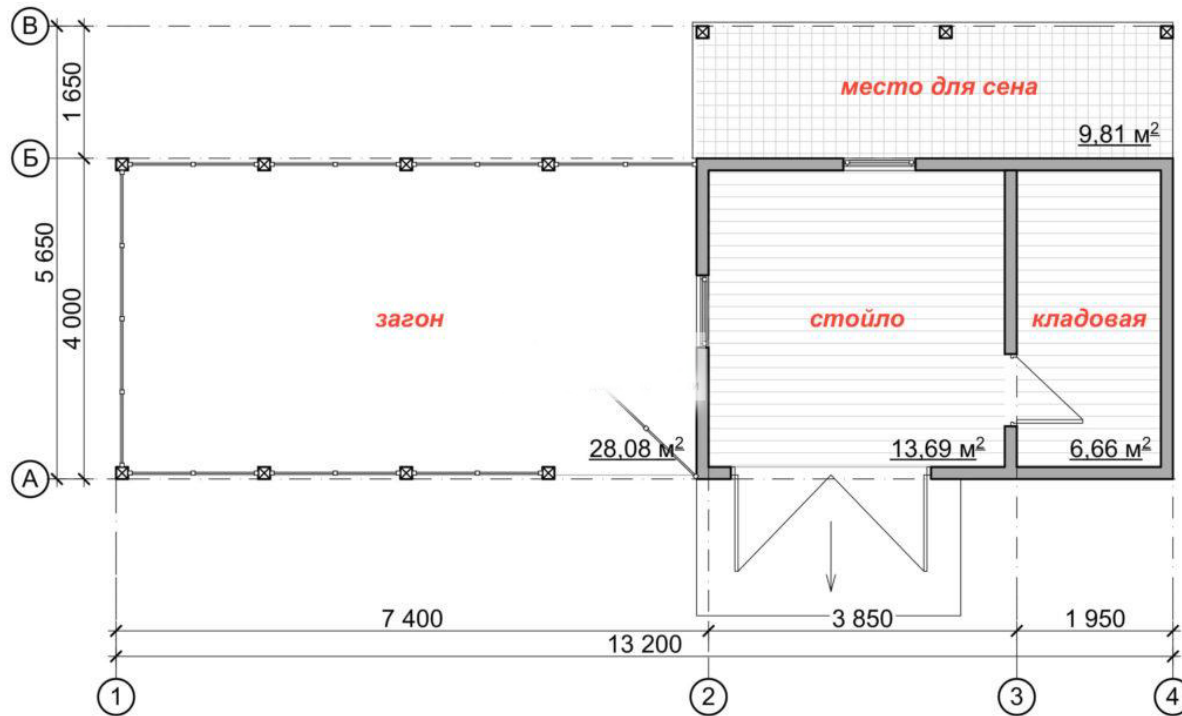 В
1 650
место для сена
9,81 м²
Б
5 650
4 000
загон
стойло
кладовая
28,08 м²
13,69 м²
6,66 м²
А
7 400
3 850
1 950
13 200
1
2
3
4